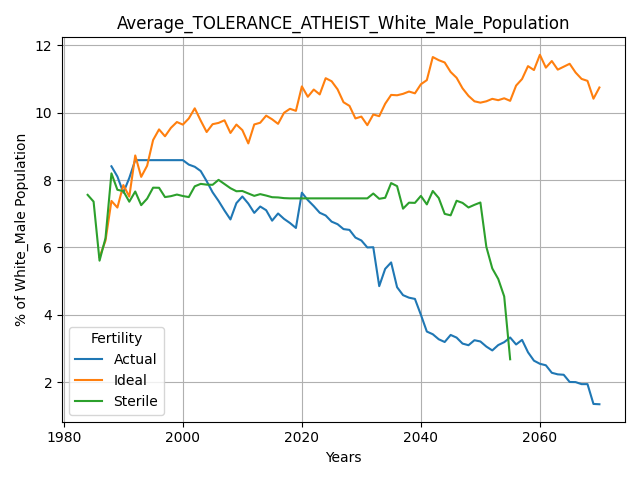 Average_TOLERANCE_ATHEIST_White_Male_Population
% of White_Male Population
12
10
8
6
4
2
Fertility
Actual
Ideal
Sterile
1980
2000
2020
2040
2060
Years